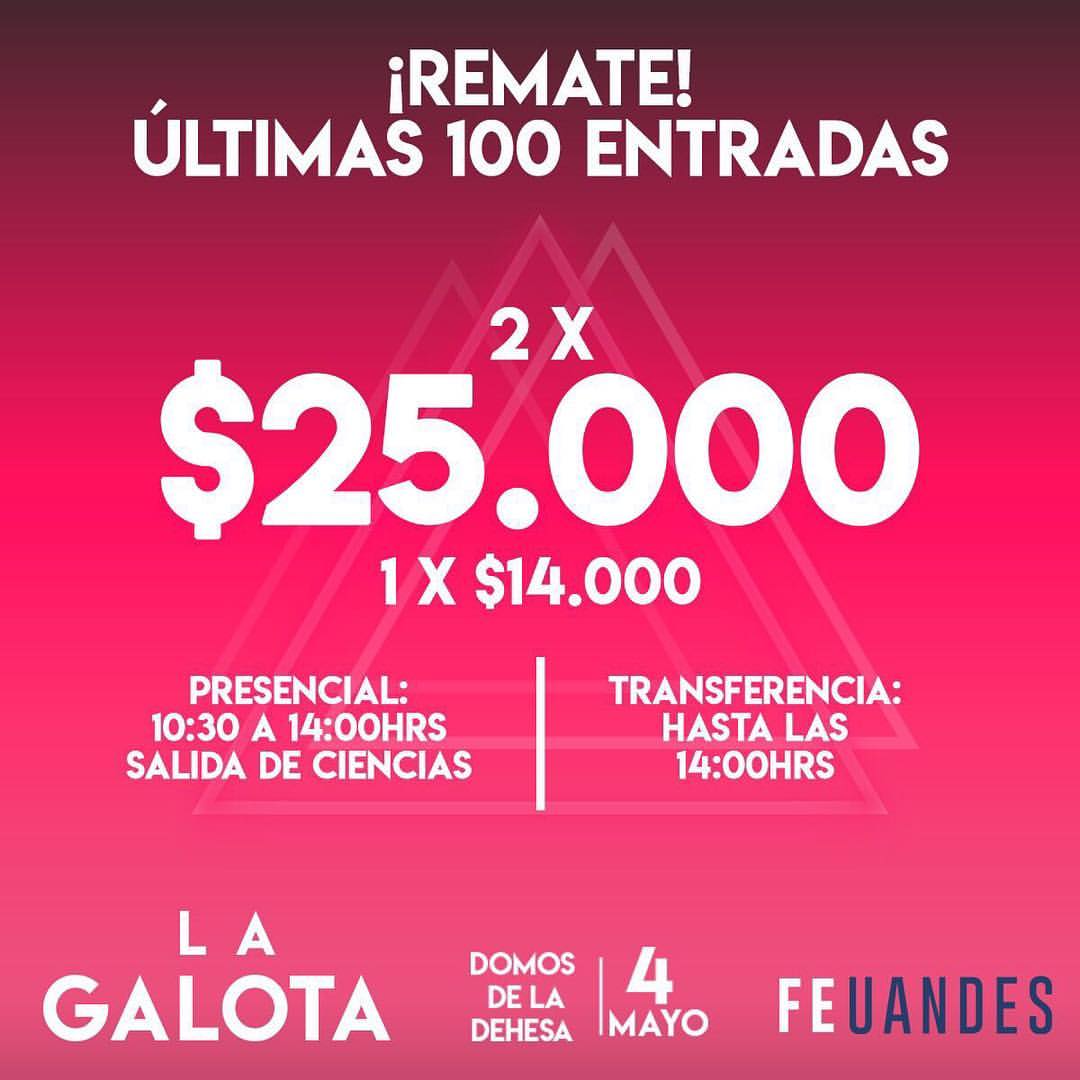 ¡REMATE!
ÚLTIMAS 100 ENTRADAS
2 X
$25.000
1 X $14.000
PRESENCIAL:
10:30 A 14:00HRS
SALIDA DE CIENCIAS
TRANSFERENCIA:
HASTA LAS
14:00HRS
LA
GALOTA
DOMOS
DE LA
DEHESA
4
MAYO
FEUANDES